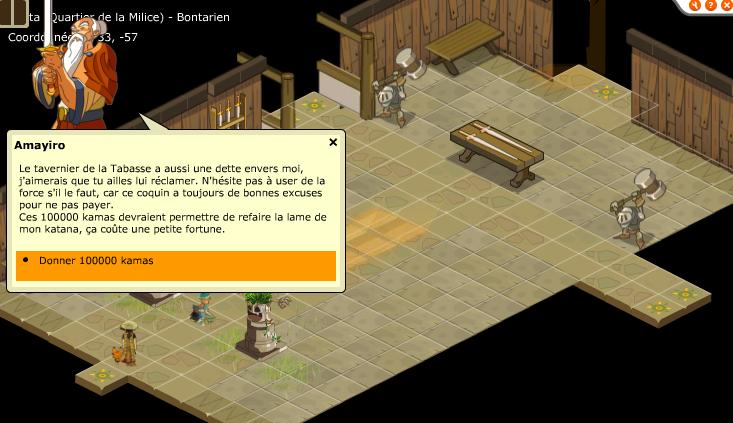 ta (Quartier de la Milice) - Bontarien
Coordonnées 33, -57
Amayiro
Le tavernier de la Tabasse a aussi une dette envers moi,
j'aimerais que tu ailles lui réclamer. N'hésite pas à user de la
force s'il le faut, car ce coquin a toujours de bonnes excuses
pour ne pas payer.
Ces 100000 kamas devraient permettre de refaire la lame de
mon katana, ça coûte une petite fortune.
Donner 100000 kamas